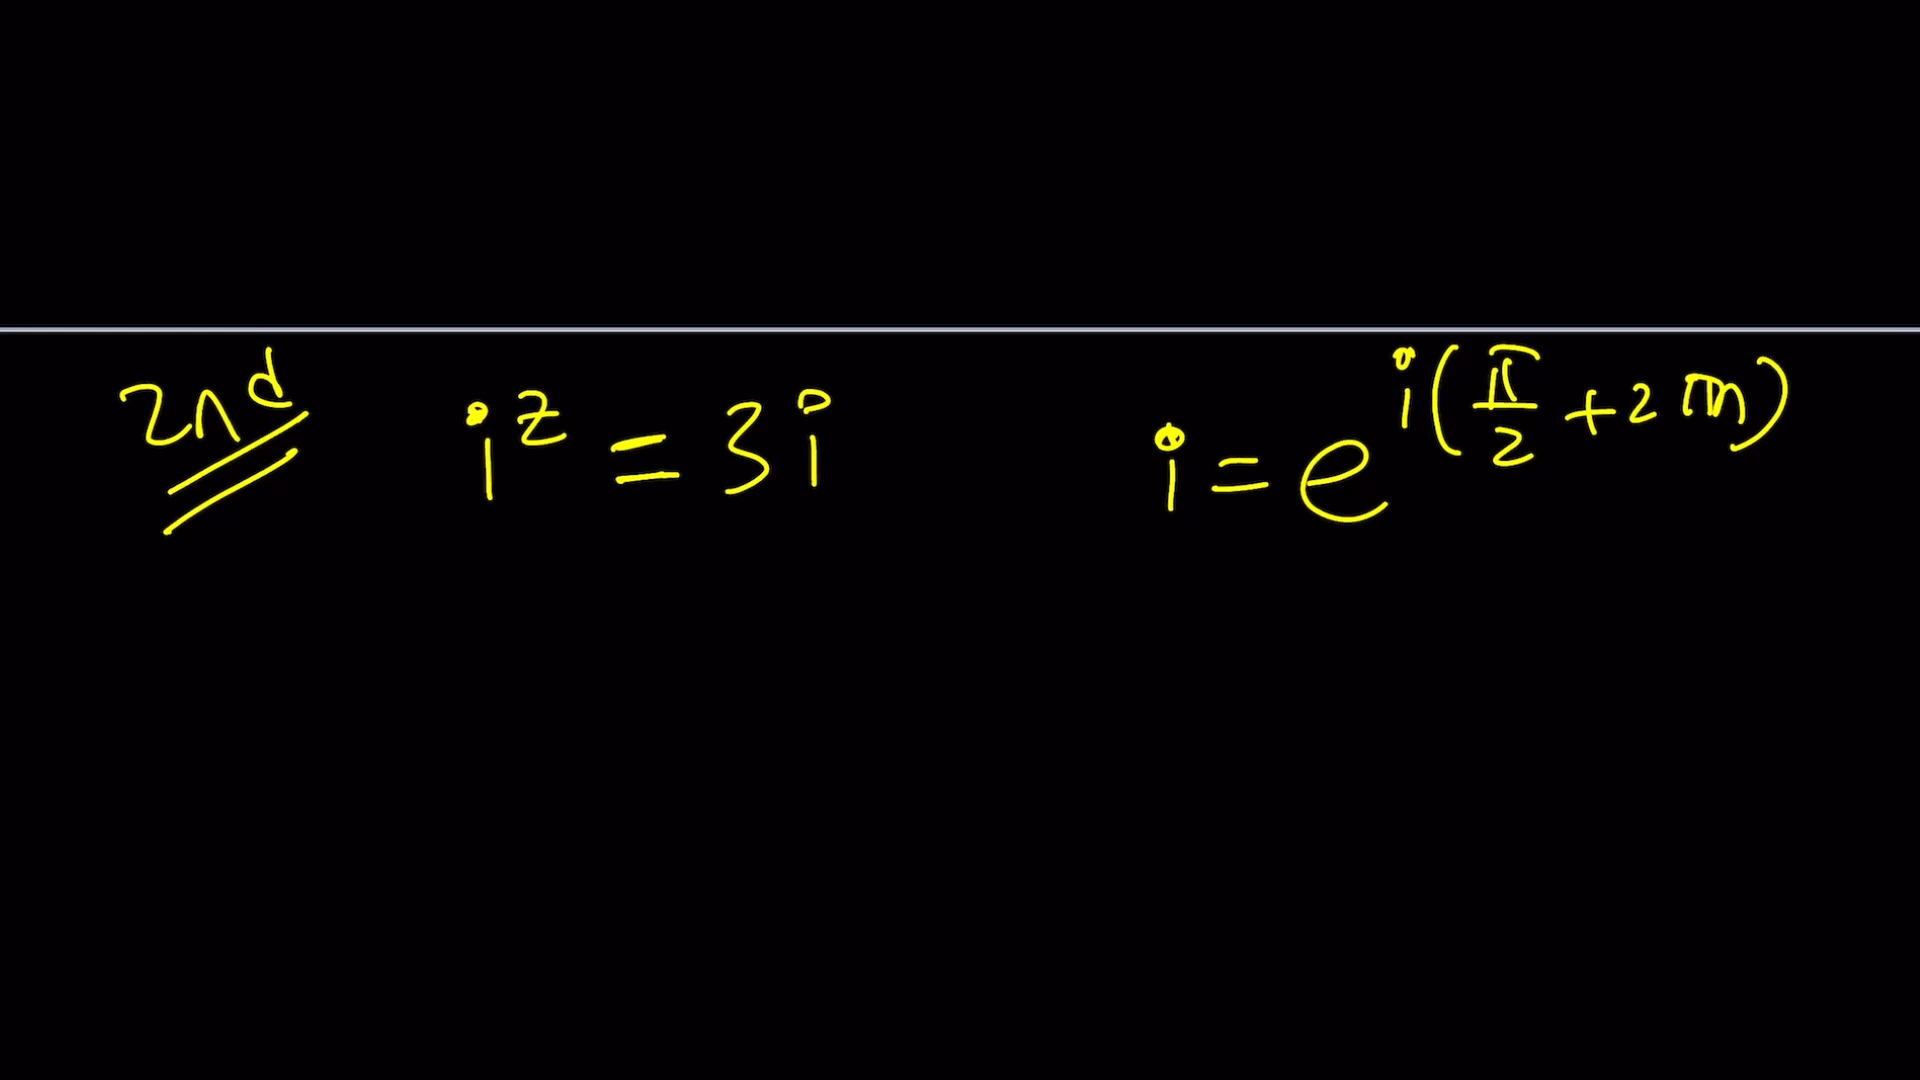 2nd i^z = 3i i = e^{i(π/2 + 2πn)}